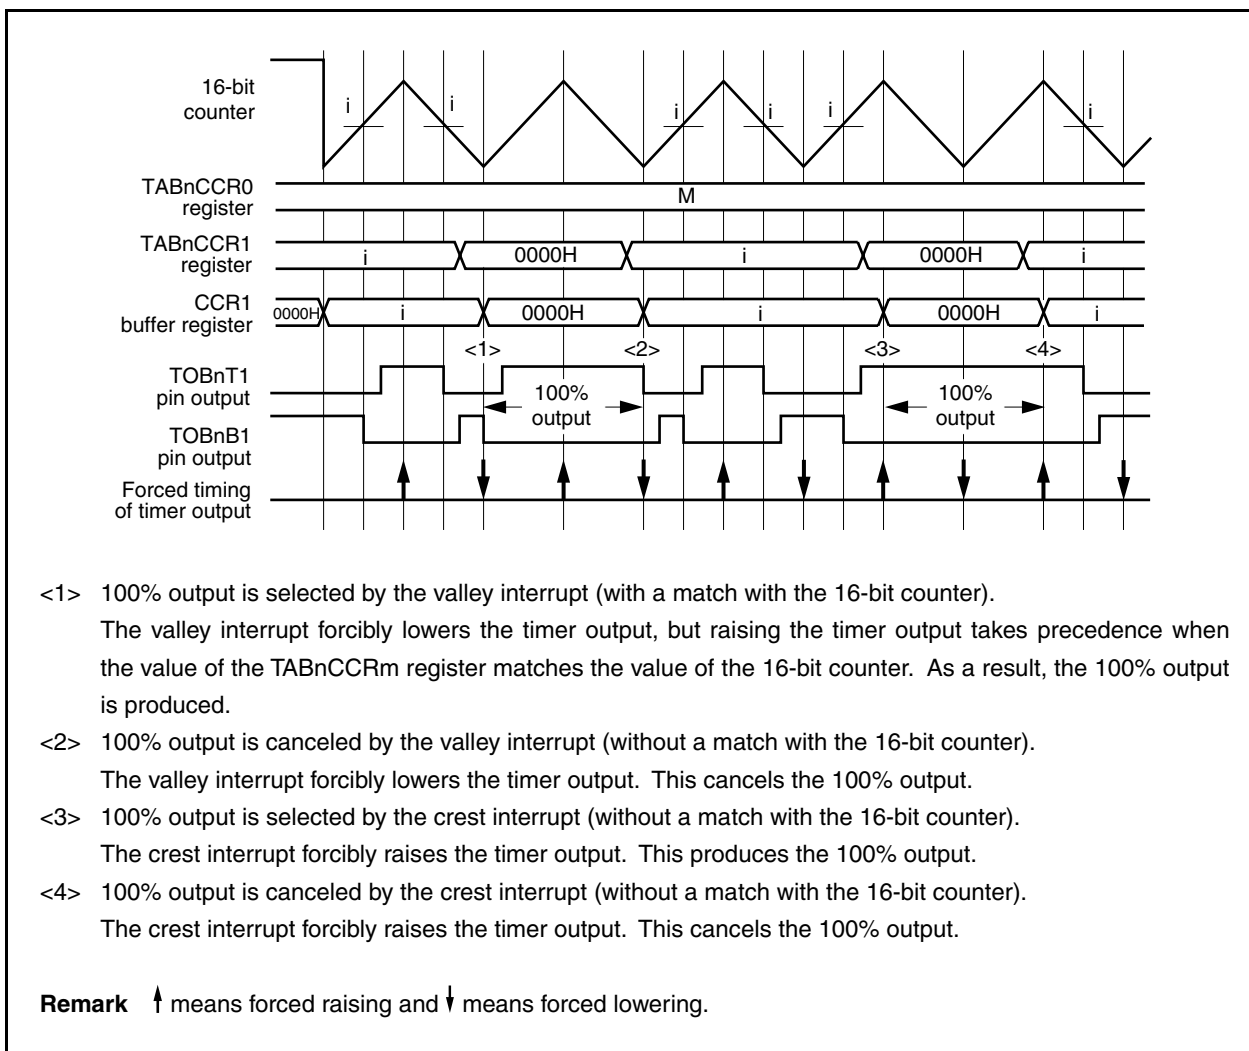 16-bit
counter
i
i
i
i
i
i
TABnCCR0
register
M
TABnCCR1
register
i
0000H
i
0000H
i
CCR1
buffer register
0000H
i
0000H
i
0000H
i
<1>
<2>
<3>
<4>
TOBnT1
pin output
100%
output
100%
output
TOBnB1
pin output
Forced timing
of timer output
<1> 100% output is selected by the valley interrupt (with a match with the 16-bit counter).
The valley interrupt forcibly lowers the timer output, but raising the timer output takes precedence when
the value of the TABnCCRm register matches the value of the 16-bit counter. As a result, the 100% output
is produced.
<2> 100% output is canceled by the valley interrupt (without a match with the 16-bit counter).
The valley interrupt forcibly lowers the timer output. This cancels the 100% output.
<3> 100% output is selected by the crest interrupt (without a match with the 16-bit counter).
The crest interrupt forcibly raises the timer output. This produces the 100% output.
<4> 100% output is canceled by the crest interrupt (without a match with the 16-bit counter).
The crest interrupt forcibly raises the timer output. This cancels the 100% output.
Remark ↑ means forced raising and ↓ means forced lowering.